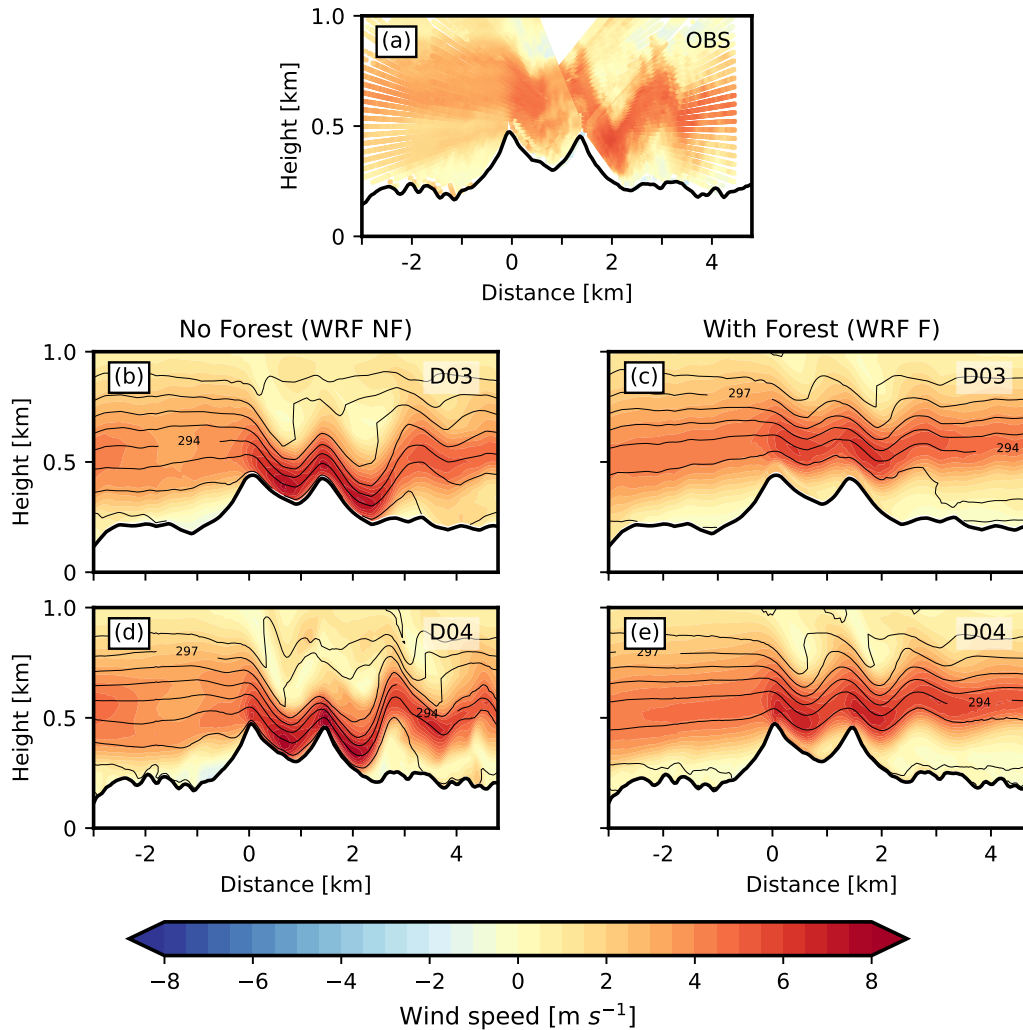 1.0
(a)
OBS
Height [km]
0.5
0
-2
0
2
4
Distance [km]
No Forest (WRF NF)
With Forest (WRF F)
1.0
(b)
D03
(c)
D03
297
Height [km]
294
294
0.5
0
1.0
(d)
D04
(e)
D04
297
297
Height [km]
0.5
294
294
0
-2
0
2
4
-2
0
2
4
Distance [km]
Distance [km]
−8
−6
−4
−2
0
2
4
6
8
Wind speed [m s⁻¹]